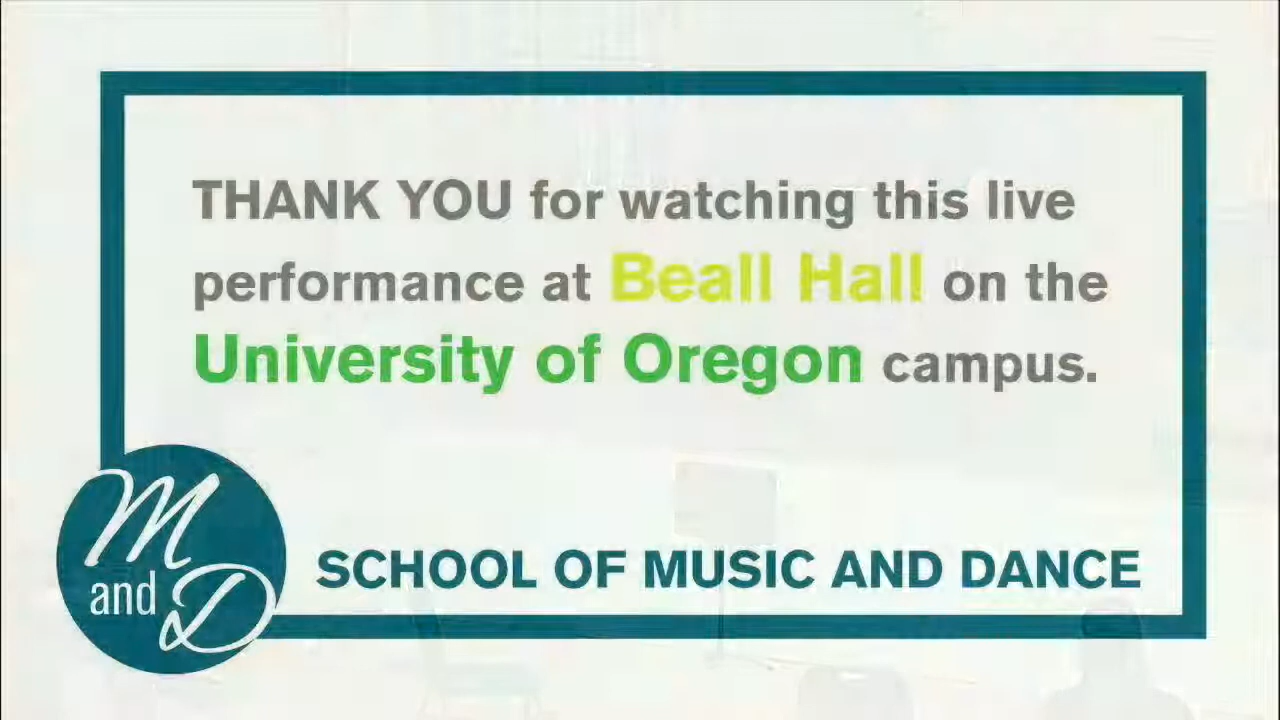 THANK YOU for watching this live
performance at Beall Hall on the
University of Oregon campus.
M
and
D
SCHOOL OF MUSIC AND DANCE